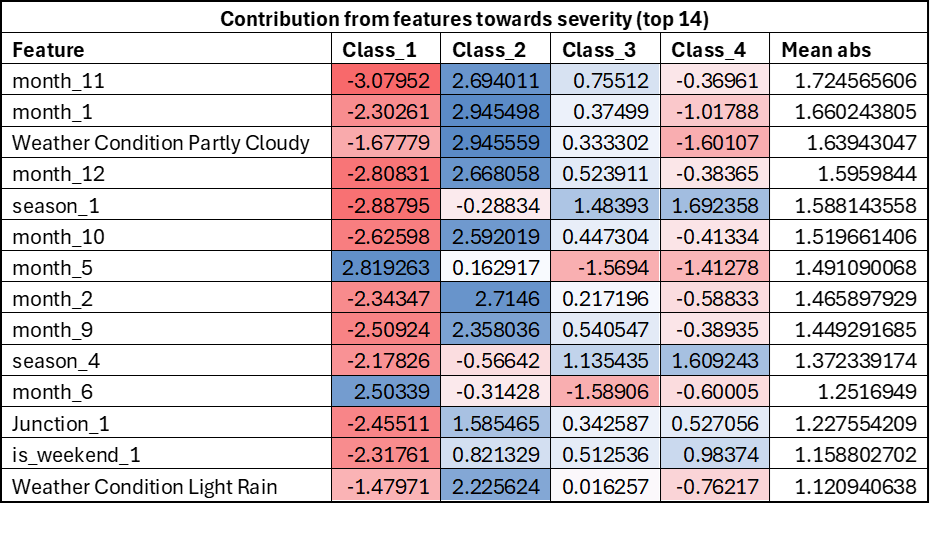 Contribution from features towards severity (top 14)
Feature Class_1 Class_2 Class_3 Class_4 Mean abs
month_11 -3.07952 2.694011 0.75512 -0.36961 1.724565606
month_1 -2.30261 2.945498 0.37499 -1.01788 1.660243805
Weather Condition Partly Cloudy -1.67779 2.945559 0.333302 -1.60107 1.63943047
month_12 -2.80831 2.668058 0.523911 -0.38365 1.5959844
season_1 -2.88795 -0.28834 1.48393 1.692358 1.588143558
month_10 -2.62598 2.592019 0.447304 -0.41334 1.519661406
month_5 2.819263 0.162917 -1.5694 -1.41278 1.491090068
month_2 -2.34347 2.7146 0.217196 -0.58833 1.465897929
month_9 -2.50924 2.358036 0.540547 -0.38935 1.449291685
season_4 -2.17826 -0.56642 1.135435 1.609243 1.372339174
month_6 2.50339 -0.31428 -1.58906 -0.60005 1.2516949
Junction_1 -2.45511 1.585465 0.342587 0.527056 1.227554209
is_weekend_1 -2.31761 0.821329 0.512536 0.98374 1.158802702
Weather Condition Light Rain -1.47971 2.225624 0.016257 -0.76217 1.120940638